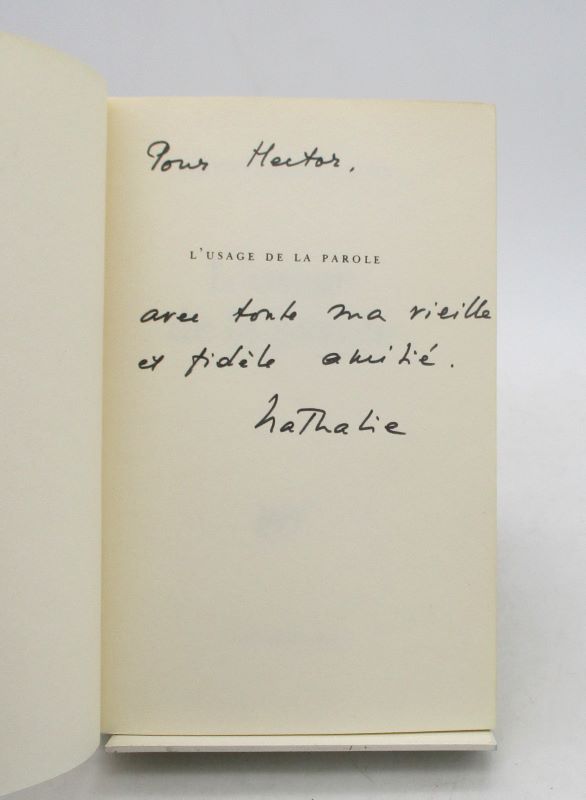 Pour Hector,
L'USAGE DE LA PAROLE
avec toute ma vieille
et fidèle amitié.
Nathalie